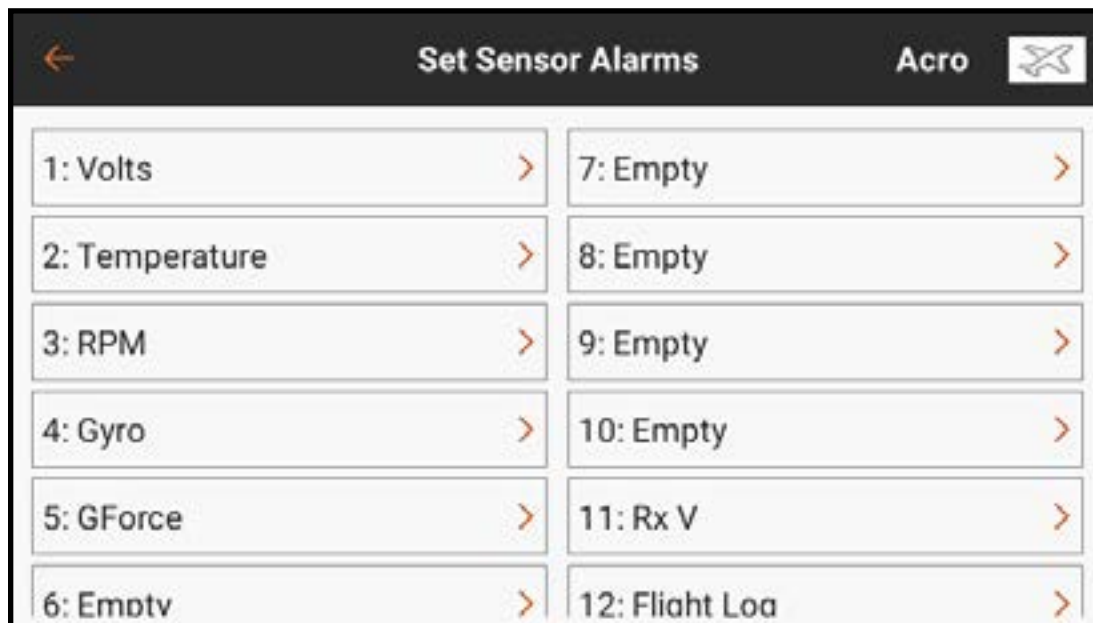 Set Sensor Alarms Acro
1: Volts
2: Temperature
3: RPM
4: Gyro
5: GForce
6: Empty
7: Empty
8: Empty
9: Empty
10: Empty
11: Rx V
12: Flight Log